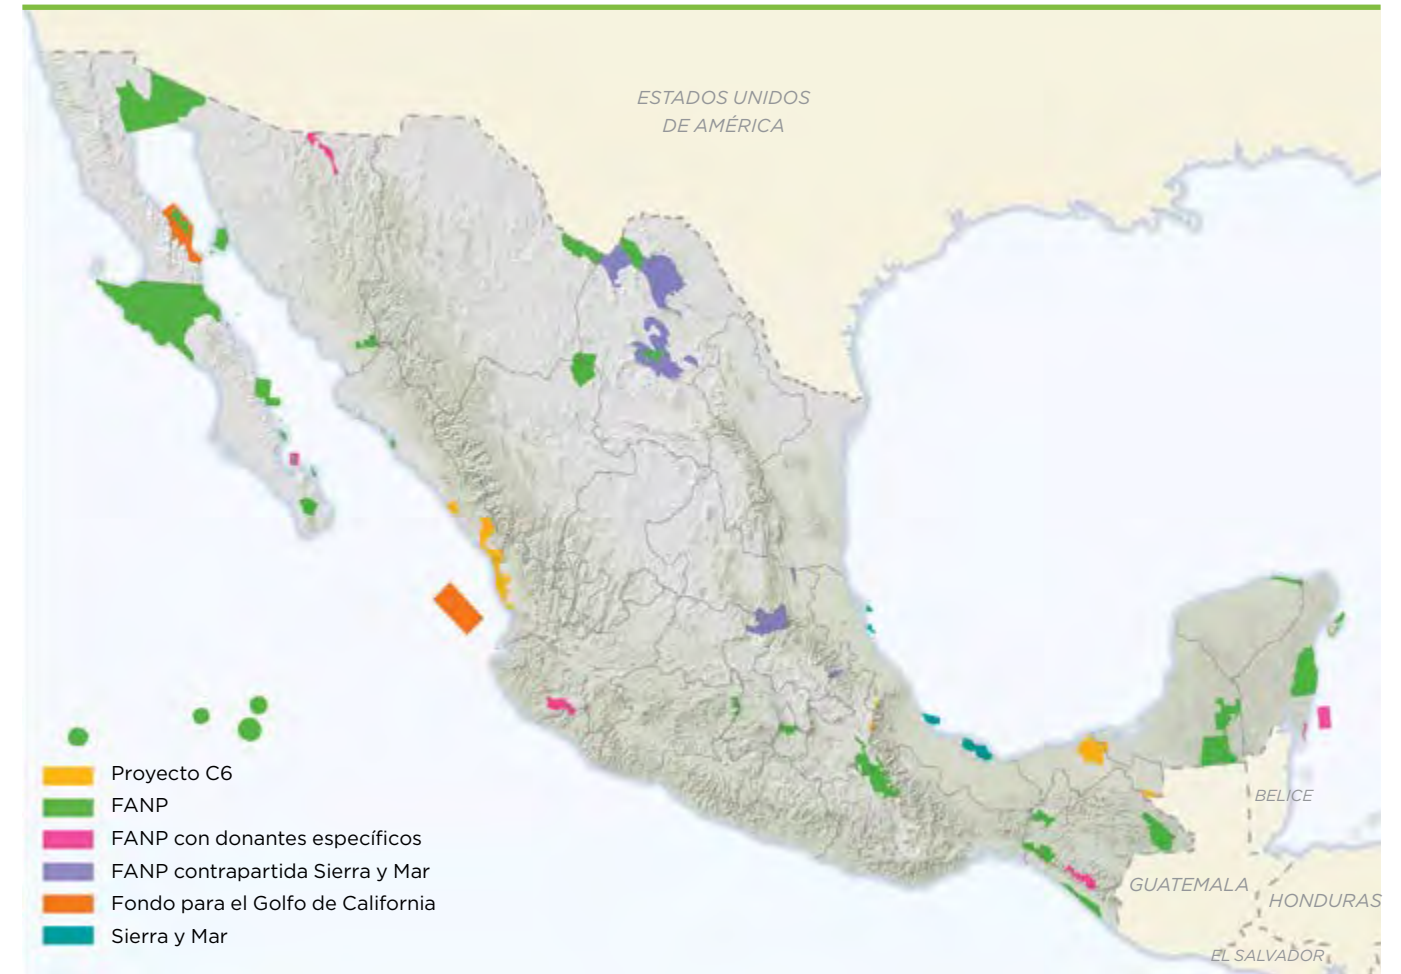 ESTADOS UNIDOS
DE AMÉRICA
Proyecto C6
FANP
FANP con donantes específicos
FANP contrapartida Sierra y Mar
Fondo para el Golfo de California
Sierra y Mar
BELICE
GUATEMALA
HONDURAS
EL SALVADOR